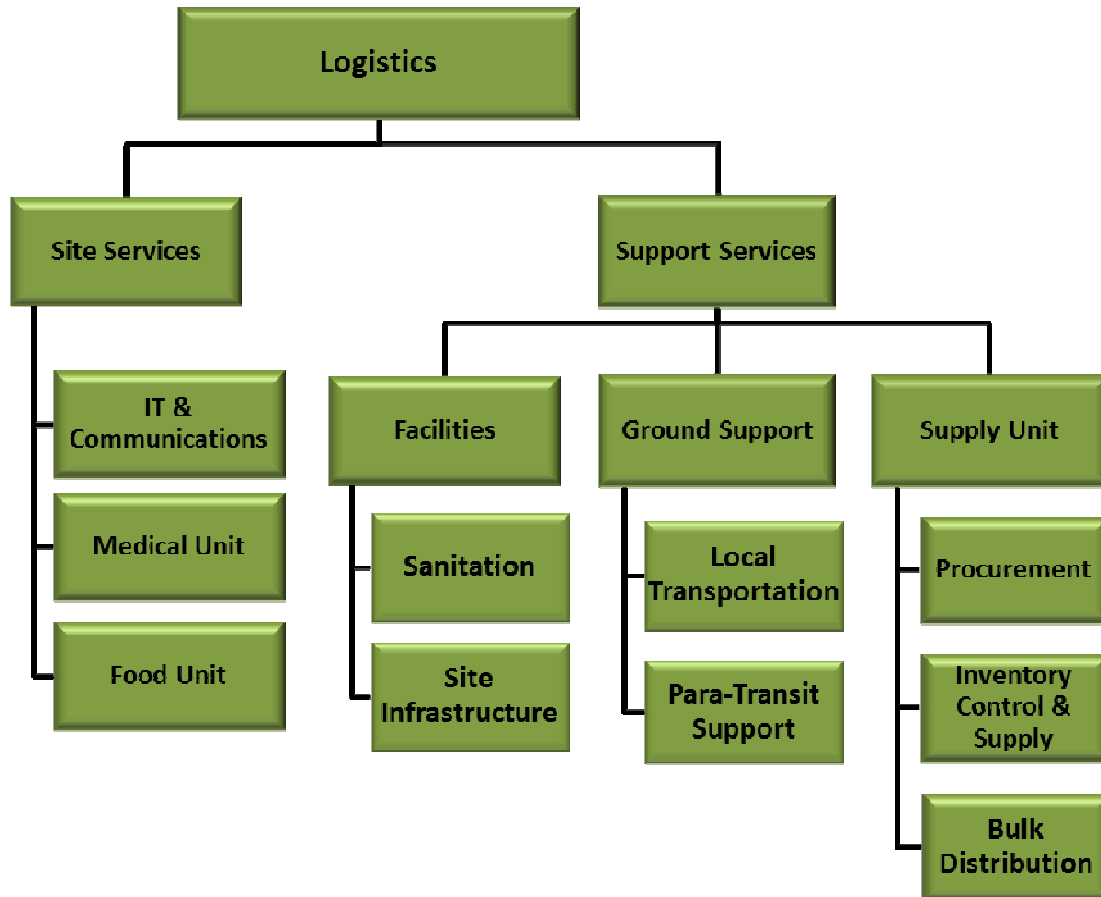 Logistics
Site Services
Support Services
IT &
Communications
Medical Unit
Food Unit
Facilities
Sanitation
Site
Infrastructure
Ground Support
Local
Transportation
Para-Transit
Support
Supply Unit
Procurement
Inventory
Control &
Supply
Bulk
Distribution